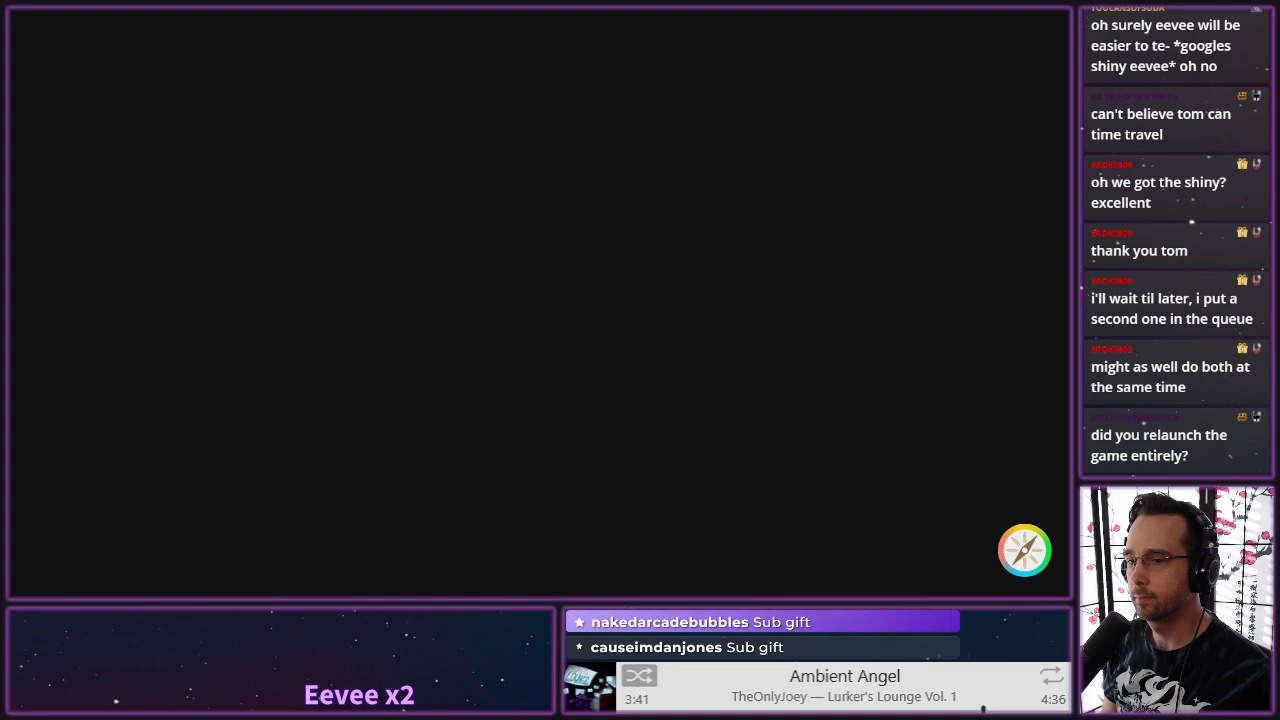 oh surely eevee will be
easier to te- *googles
shiny eevee* oh no
can't believe tom can
time travel
oh we got the shiny?
excellent
thank you tom
i'll wait til later, i put a
second one in the queue
might as well do both at
the same time
did you relaunch the
game entirely?
nakedarcadebubbles Sub gift
causeimdanjones Sub gift
Eevee x2
Ambient Angel
3:41
TheOnlyJoey — Lurker's Lounge Vol. 1
4:36